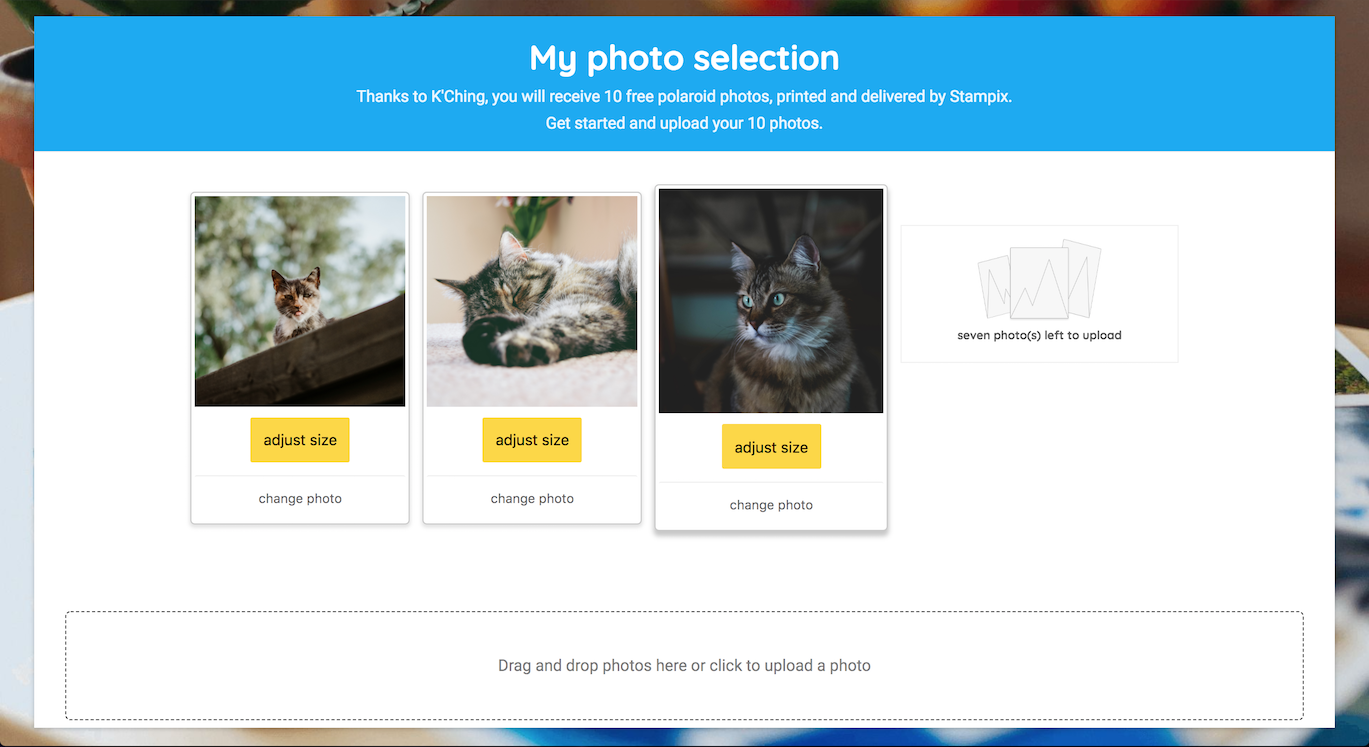 My photo selection
Thanks to K'Ching, you will receive 10 free polaroid photos, printed and delivered by Stampix.
Get started and upload your 10 photos.
adjust size
change photo
adjust size
change photo
adjust size
change photo
seven photo(s) left to upload
Drag and drop photos here or click to upload a photo